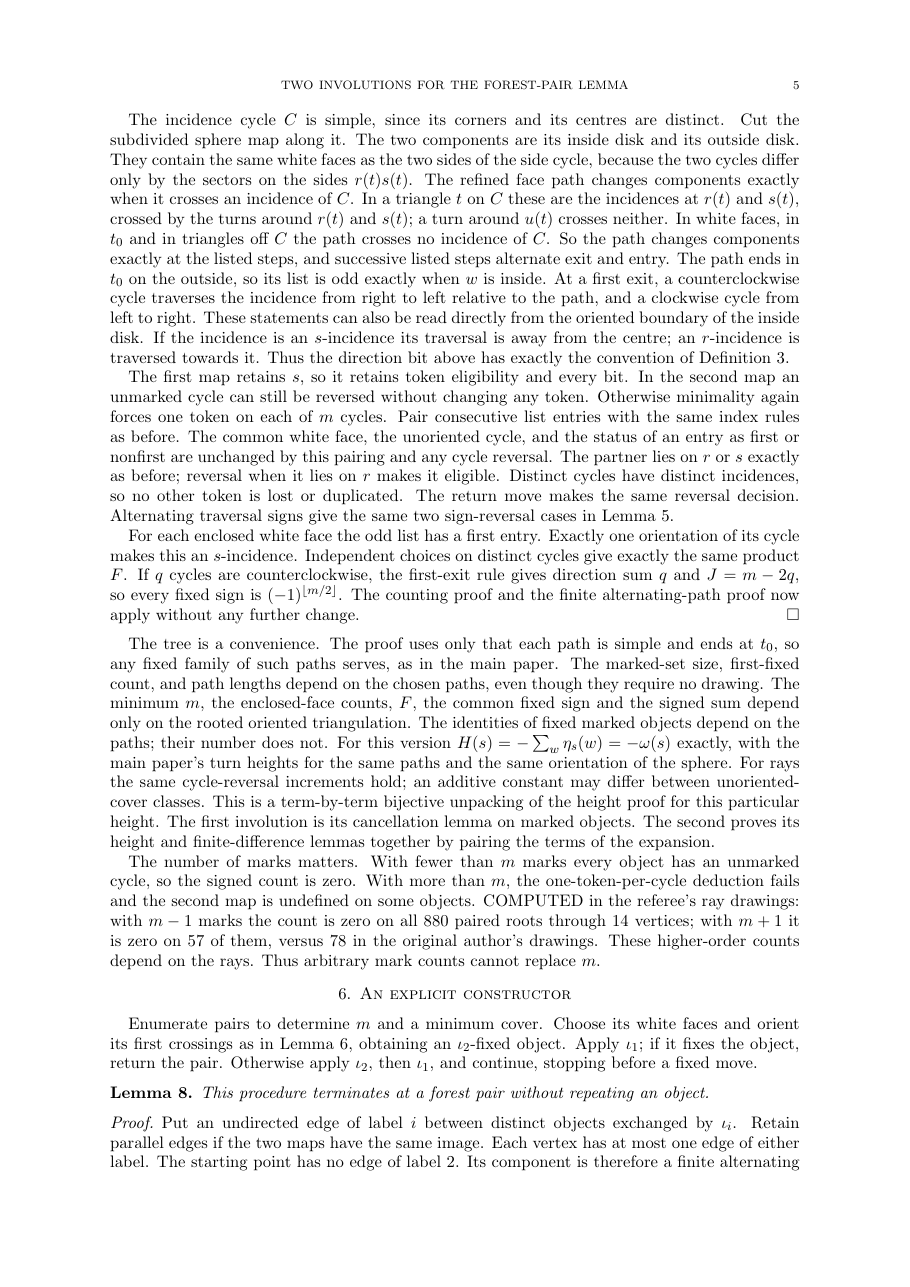 TWO INVOLUTIONS FOR THE FOREST-PAIR LEMMA 5
The incidence cycle C is simple, since its corners and its centres are distinct. Cut the
subdivided sphere map along it. The two components are its inside disk and its outside disk.
They contain the same white faces as the two sides of the side cycle, because the two cycles differ
only by the sectors on the sides r(t)s(t). The refined face path changes components exactly
when it crosses an incidence of C. In a triangle t on C these are the incidences at r(t) and s(t),
crossed by the turns around r(t) and s(t); a turn around u(t) crosses neither. In white faces, in
t₀ and in triangles off C the path crosses no incidence of C. So the path changes components
exactly at the listed steps, and successive listed steps alternate exit and entry. The path ends in
t₀ on the outside, so its list is odd exactly when w is inside. At a first exit, a counterclockwise
cycle traverses the incidence from right to left relative to the path, and a clockwise cycle from
left to right. These statements can also be read directly from the oriented boundary of the inside
disk. If the incidence is an s-incidence its traversal is away from the centre; an r-incidence is
traversed towards it. Thus the direction bit above has exactly the convention of Definition 3.
The first map retains s, so it retains token eligibility and every bit. In the second map an
unmarked cycle can still be reversed without changing any token. Otherwise minimality again
forces one token on each of m cycles. Pair consecutive list entries with the same index rules
as before. The common white face, the unoriented cycle, and the status of an entry as first or
nonfirst are unchanged by this pairing and any cycle reversal. The partner lies on r or s exactly
as before; reversal when it lies on r makes it eligible. Distinct cycles have distinct incidences,
so no other token is lost or duplicated. The return move makes the same reversal decision.
Alternating traversal signs give the same two sign-reversal cases in Lemma 5.
For each enclosed white face the odd list has a first entry. Exactly one orientation of its cycle
makes this an s-incidence. Independent choices on distinct cycles give exactly the same product
F. If q cycles are counterclockwise, the first-exit rule gives direction sum q and J = m − 2q,
so every fixed sign is (−1)^{⌊m/2⌋}. The counting proof and the finite alternating-path proof now
apply without any further change. □
The tree is a convenience. The proof uses only that each path is simple and ends at t₀, so
any fixed family of such paths serves, as in the main paper. The marked-set size, first-fixed
count, and path lengths depend on the chosen paths, even though they require no drawing. The
minimum m, the enclosed-face counts, F, the common fixed sign and the signed sum depend
only on the rooted oriented triangulation. The identities of fixed marked objects depend on the
paths; their number does not. For this version H(s) = − ∑_w η_s(w) = −ω(s) exactly, with the
main paper's turn heights for the same paths and the same orientation of the sphere. For rays
the same cycle-reversal increments hold; an additive constant may differ between unoriented-
cover classes. This is a term-by-term bijective unpacking of the height proof for this particular
height. The first involution is its cancellation lemma on marked objects. The second proves its
height and finite-difference lemmas together by pairing the terms of the expansion.
The number of marks matters. With fewer than m marks every object has an unmarked
cycle, so the signed count is zero. With more than m, the one-token-per-cycle deduction fails
and the second map is undefined on some objects. COMPUTED in the referee's ray drawings:
with m − 1 marks the count is zero on all 880 paired roots through 14 vertices; with m + 1 it
is zero on 57 of them, versus 78 in the original author's drawings. These higher-order counts
depend on the rays. Thus arbitrary mark counts cannot replace m.
6. AN EXPLICIT CONSTRUCTOR
Enumerate pairs to determine m and a minimum cover. Choose its white faces and orient
its first crossings as in Lemma 6, obtaining an ι₂-fixed object. Apply ι₁; if it fixes the object,
return the pair. Otherwise apply ι₂, then ι₁, and continue, stopping before a fixed move.
Lemma 8. This procedure terminates at a forest pair without repeating an object.
Proof. Put an undirected edge of label i between distinct objects exchanged by ι_i. Retain
parallel edges if the two maps have the same image. Each vertex has at most one edge of either
label. The starting point has no edge of label 2. Its component is therefore a finite alternating